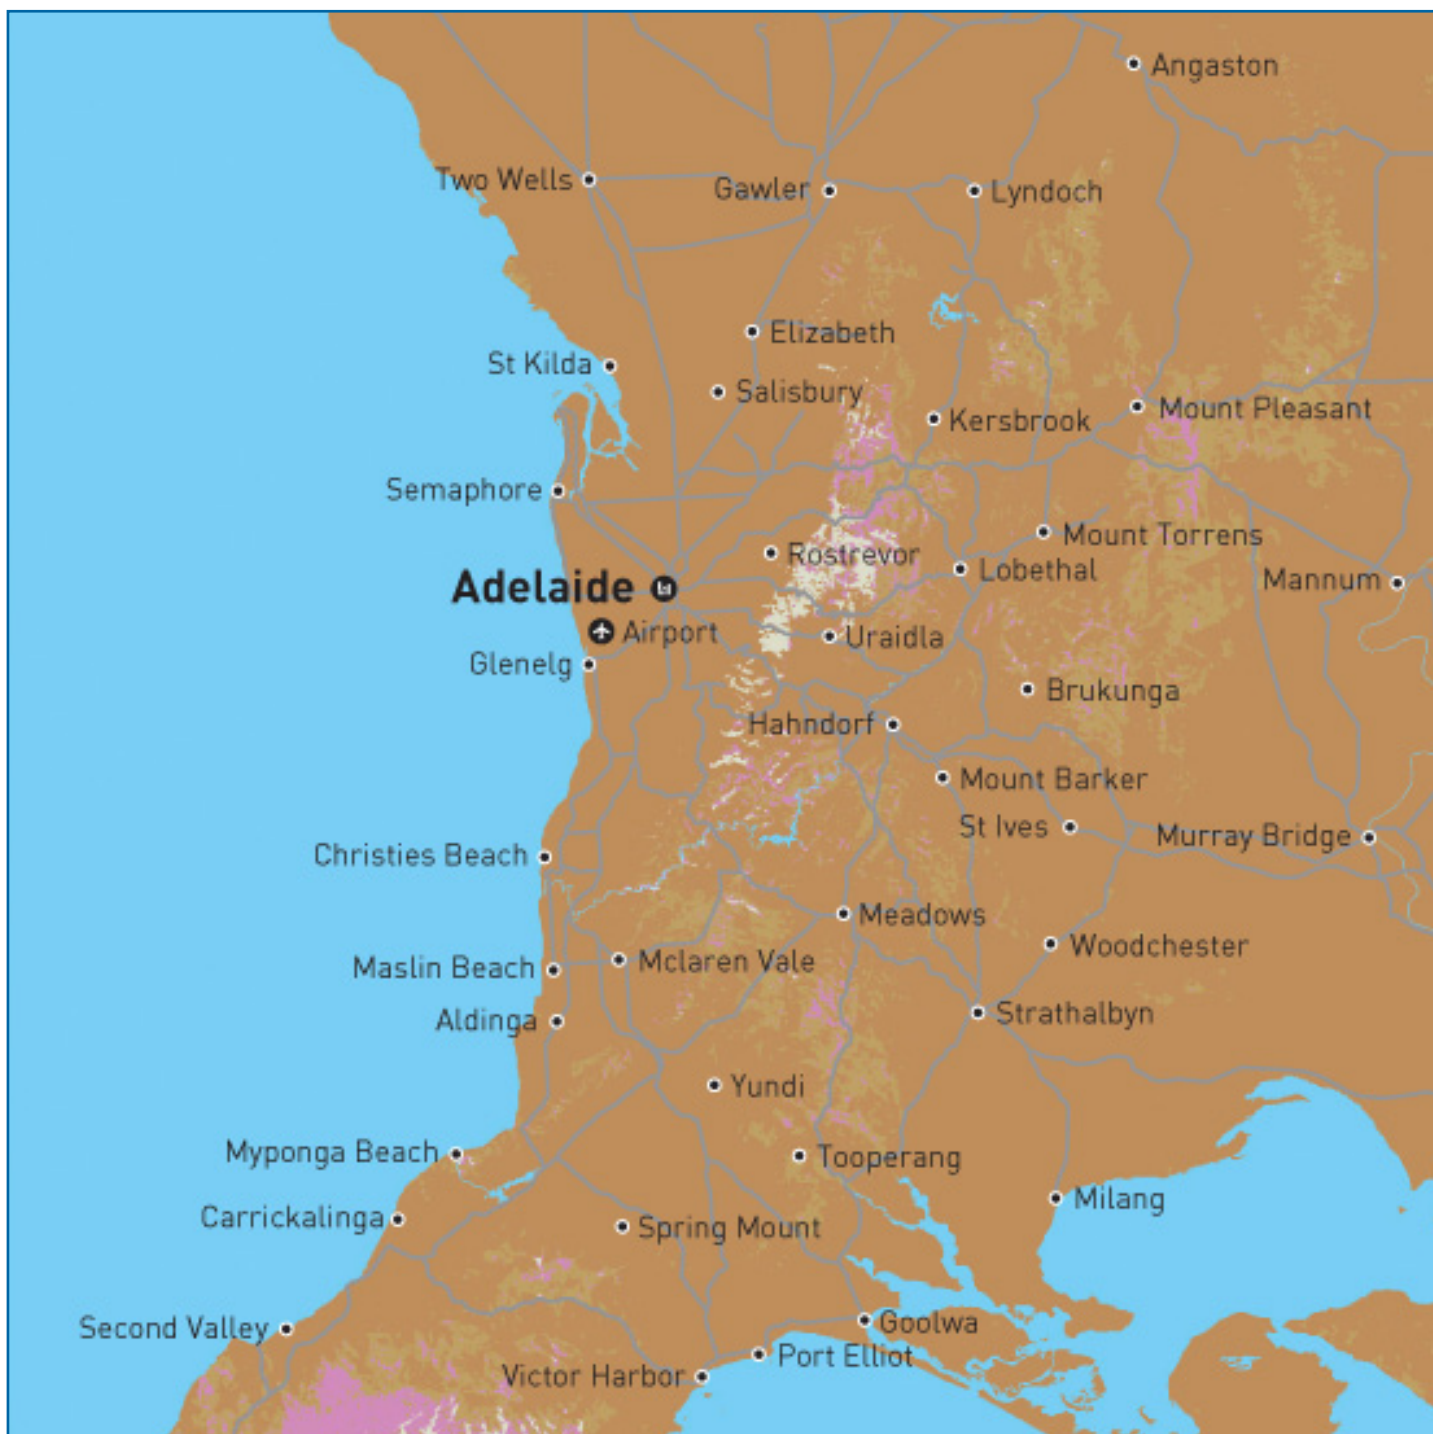 Angaston
Two Wells
Gawler
Lyndoch
Elizabeth
St Kilda
Salisbury
Kersbrook
Mount Pleasant
Semaphore
Rostrevor
Mount Torrens
Lobethal
Mannum
Adelaide
Airport
Uraidla
Glenelg
Brukunga
Hahndorf
Mount Barker
St Ives
Murray Bridge
Christies Beach
Meadows
Woodchester
Mclaren Vale
Maslin Beach
Strathalbyn
Aldinga
Yundi
Myponga Beach
Tooperang
Milang
Carrickalinga
Spring Mount
Goolwa
Second Valley
Port Elliot
Victor Harbor